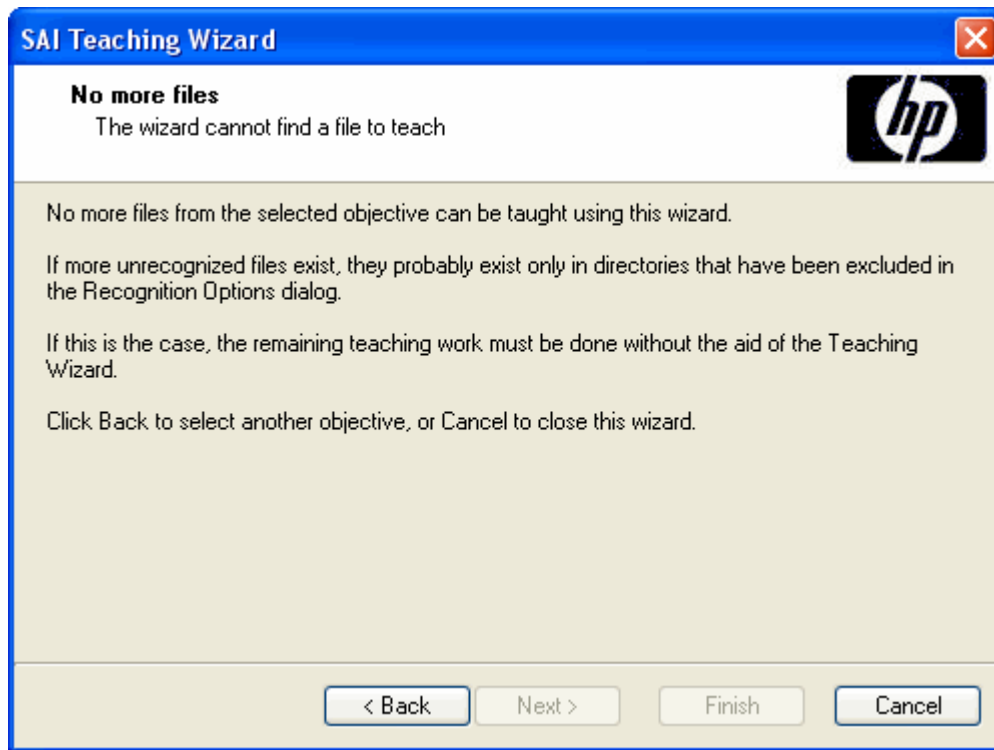 SAI Teaching Wizard
No more files
The wizard cannot find a file to teach
hp
No more files from the selected objective can be taught using this wizard.
If more unrecognized files exist, they probably exist only in directories that have been excluded in
the Recognition Options dialog.
If this is the case, the remaining teaching work must be done without the aid of the Teaching
Wizard.
Click Back to select another objective, or Cancel to close this wizard.
< Back Next > Finish Cancel